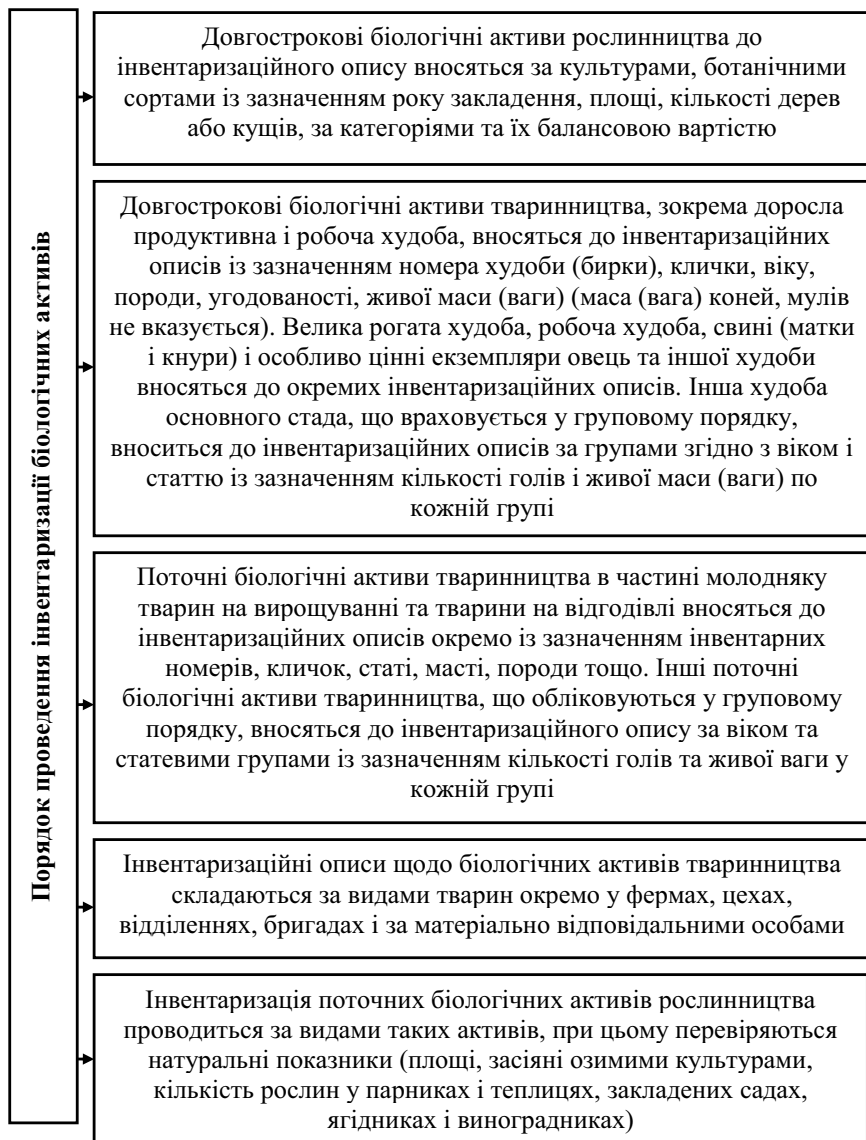 Порядок проведення інвентаризації біологічних активів
Довгострокові біологічні активи рослинництва до
інвентаризаційного опису вносяться за культурами, ботанічними
сортами із зазначенням року закладення, площі, кількості дерев
або кущів, за категоріями та їх балансовою вартістю
Довгострокові біологічні активи тваринництва, зокрема доросла
продуктивна і робоча худоба, вносяться до інвентаризаційних
описів із зазначенням номера худоби (бирки), клички, віку,
породи, угодованості, живої маси (ваги) (маса (вага) коней, мулів
не вказується). Велика рогата худоба, робоча худоба, свині (матки
і кнури) і особливо цінні екземпляри овець та іншої худоби
вносяться до окремих інвентаризаційних описів. Інша худоба
основного стада, що враховується у груповому порядку,
вноситься до інвентаризаційних описів за групами згідно з віком і
статтю із зазначенням кількості голів і живої маси (ваги) по
кожній групі
Поточні біологічні активи тваринництва в частині молодняку
тварин на вирощуванні та тварини на відгодівлі вносяться до
інвентаризаційних описів окремо із зазначенням інвентарних
номерів, кличок, статі, масті, породи тощо. Інші поточні
біологічні активи тваринництва, що обліковуються у груповому
порядку, вносяться до інвентаризаційного опису за віком та
статевими групами із зазначенням кількості голів та живої ваги у
кожній групі
Інвентаризаційні описи щодо біологічних активів тваринництва
складаються за видами тварин окремо у фермах, цехах,
відділеннях, бригадах і за матеріально відповідальними особами
Інвентаризація поточних біологічних активів рослинництва
проводиться за видами таких активів, при цьому перевіряються
натуральні показники (площі, засіяні озимими культурами,
кількість рослин у парниках і теплицях, закладених садах,
ягідниках і виноградниках)